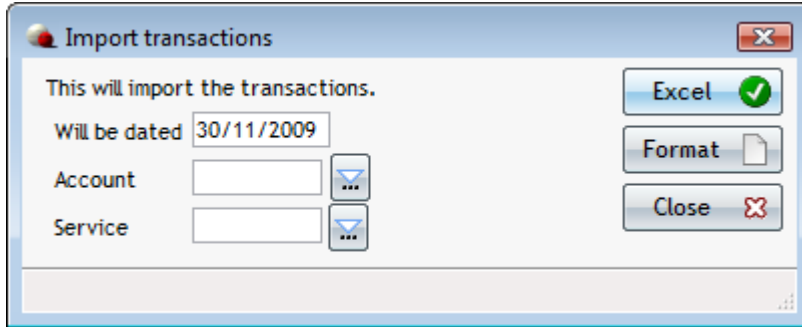 Import transactions
This will import the transactions.
Excel
Will be dated 30/11/2009
Format
Account ...
Close
Service ...